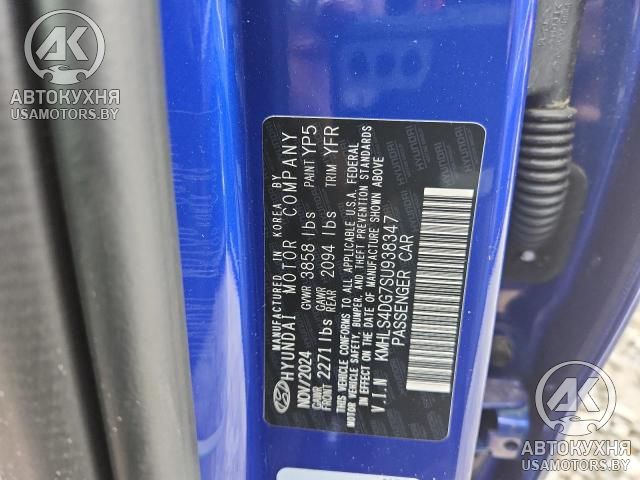 АК
АВТОКУХНЯ
USAMOTORS.BY
MANUFACTURED IN KOREA BY
HYUNDAI MOTOR COMPANY
NOV/2024 GVWR 3858 lbs PAINT YP5
GAWR FRONT 2271 lbs GAWR REAR 2094 lbs TRIM YFR
THIS VEHICLE CONFORMS TO ALL APPLICABLE U.S.A. FEDERAL
MOTOR VEHICLE SAFETY, BUMPER, AND THEFT PREVENTION STANDARDS
IN EFFECT ON THE DATE OF MANUFACTURE SHOWN ABOVE
V.I.N KMHLS4DG7SU938347
PASSENGER CAR
АК
АВТОКУХНЯ
USAMOTORS.BY